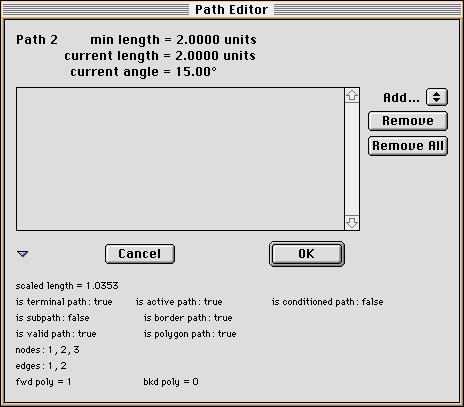 Path Editor
Path 2 min length = 2.0000 units
current length = 2.0000 units
current angle = 15.00°
Add...
Remove
Remove All
Cancel OK
scaled length = 1.0353
is terminal path: true is active path: true is conditioned path: false
is subpath: false is border path: true
is valid path: true is polygon path: true
nodes: 1, 2, 3
edges: 1, 2
fwd poly = 1 bkd poly = 0